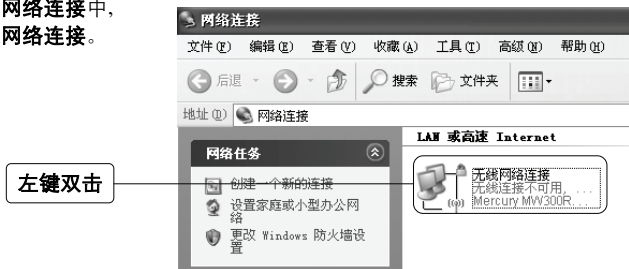 网络连接中,
网络连接。
网络连接
文件(F) 编辑(E) 查看(V) 收藏(A) 工具(T) 高级(N) 帮助(H)
后退 搜索 文件夹
地址(D) 网络连接
LAN 或高速 Internet
网络任务
左键双击
创建一个新的连接
设置家庭或小型办公网络
更改 Windows 防火墙设置
无线网络连接
无线连接不可用, ...
Mercury MW300R...